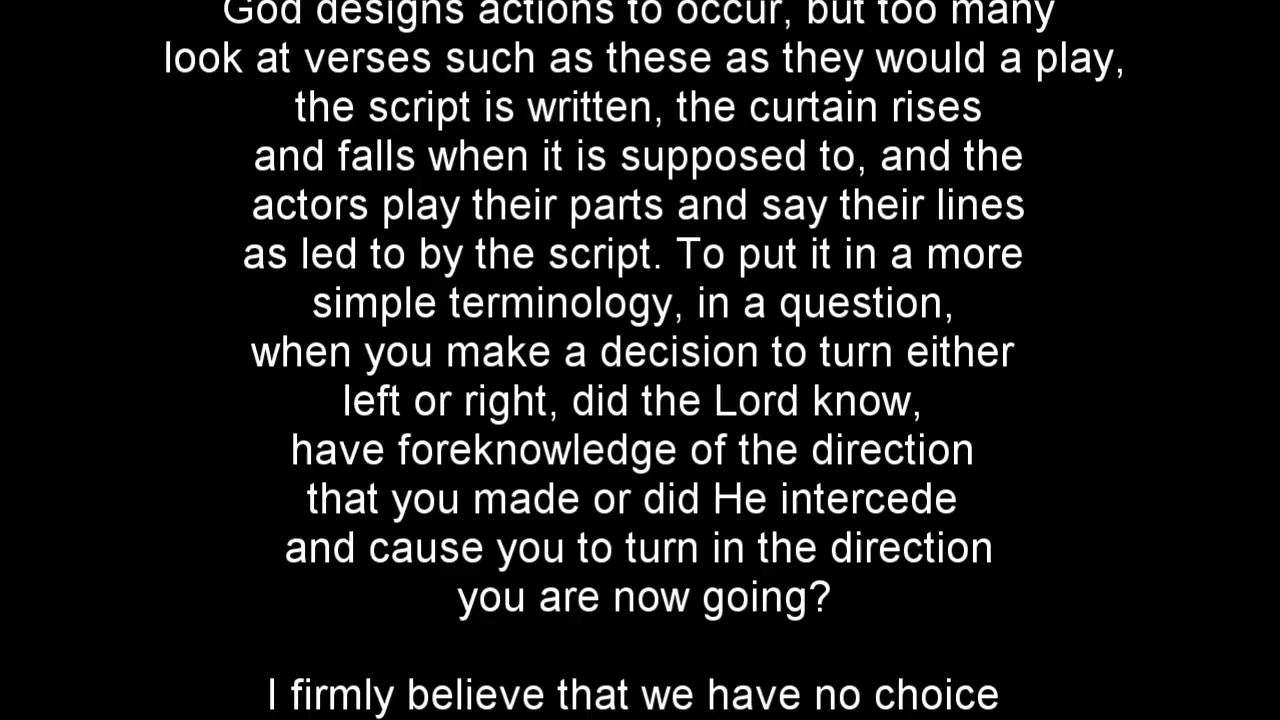 God designs actions to occur, but too many
look at verses such as these as they would a play,
the script is written, the curtain rises
and falls when it is supposed to, and the
actors play their parts and say their lines
as led to by the script. To put it in a more
simple terminology, in a question,
when you make a decision to turn either
left or right, did the Lord know,
have foreknowledge of the direction
that you made or did He intercede
and cause you to turn in the direction
you are now going?
I firmly believe that we have no choice